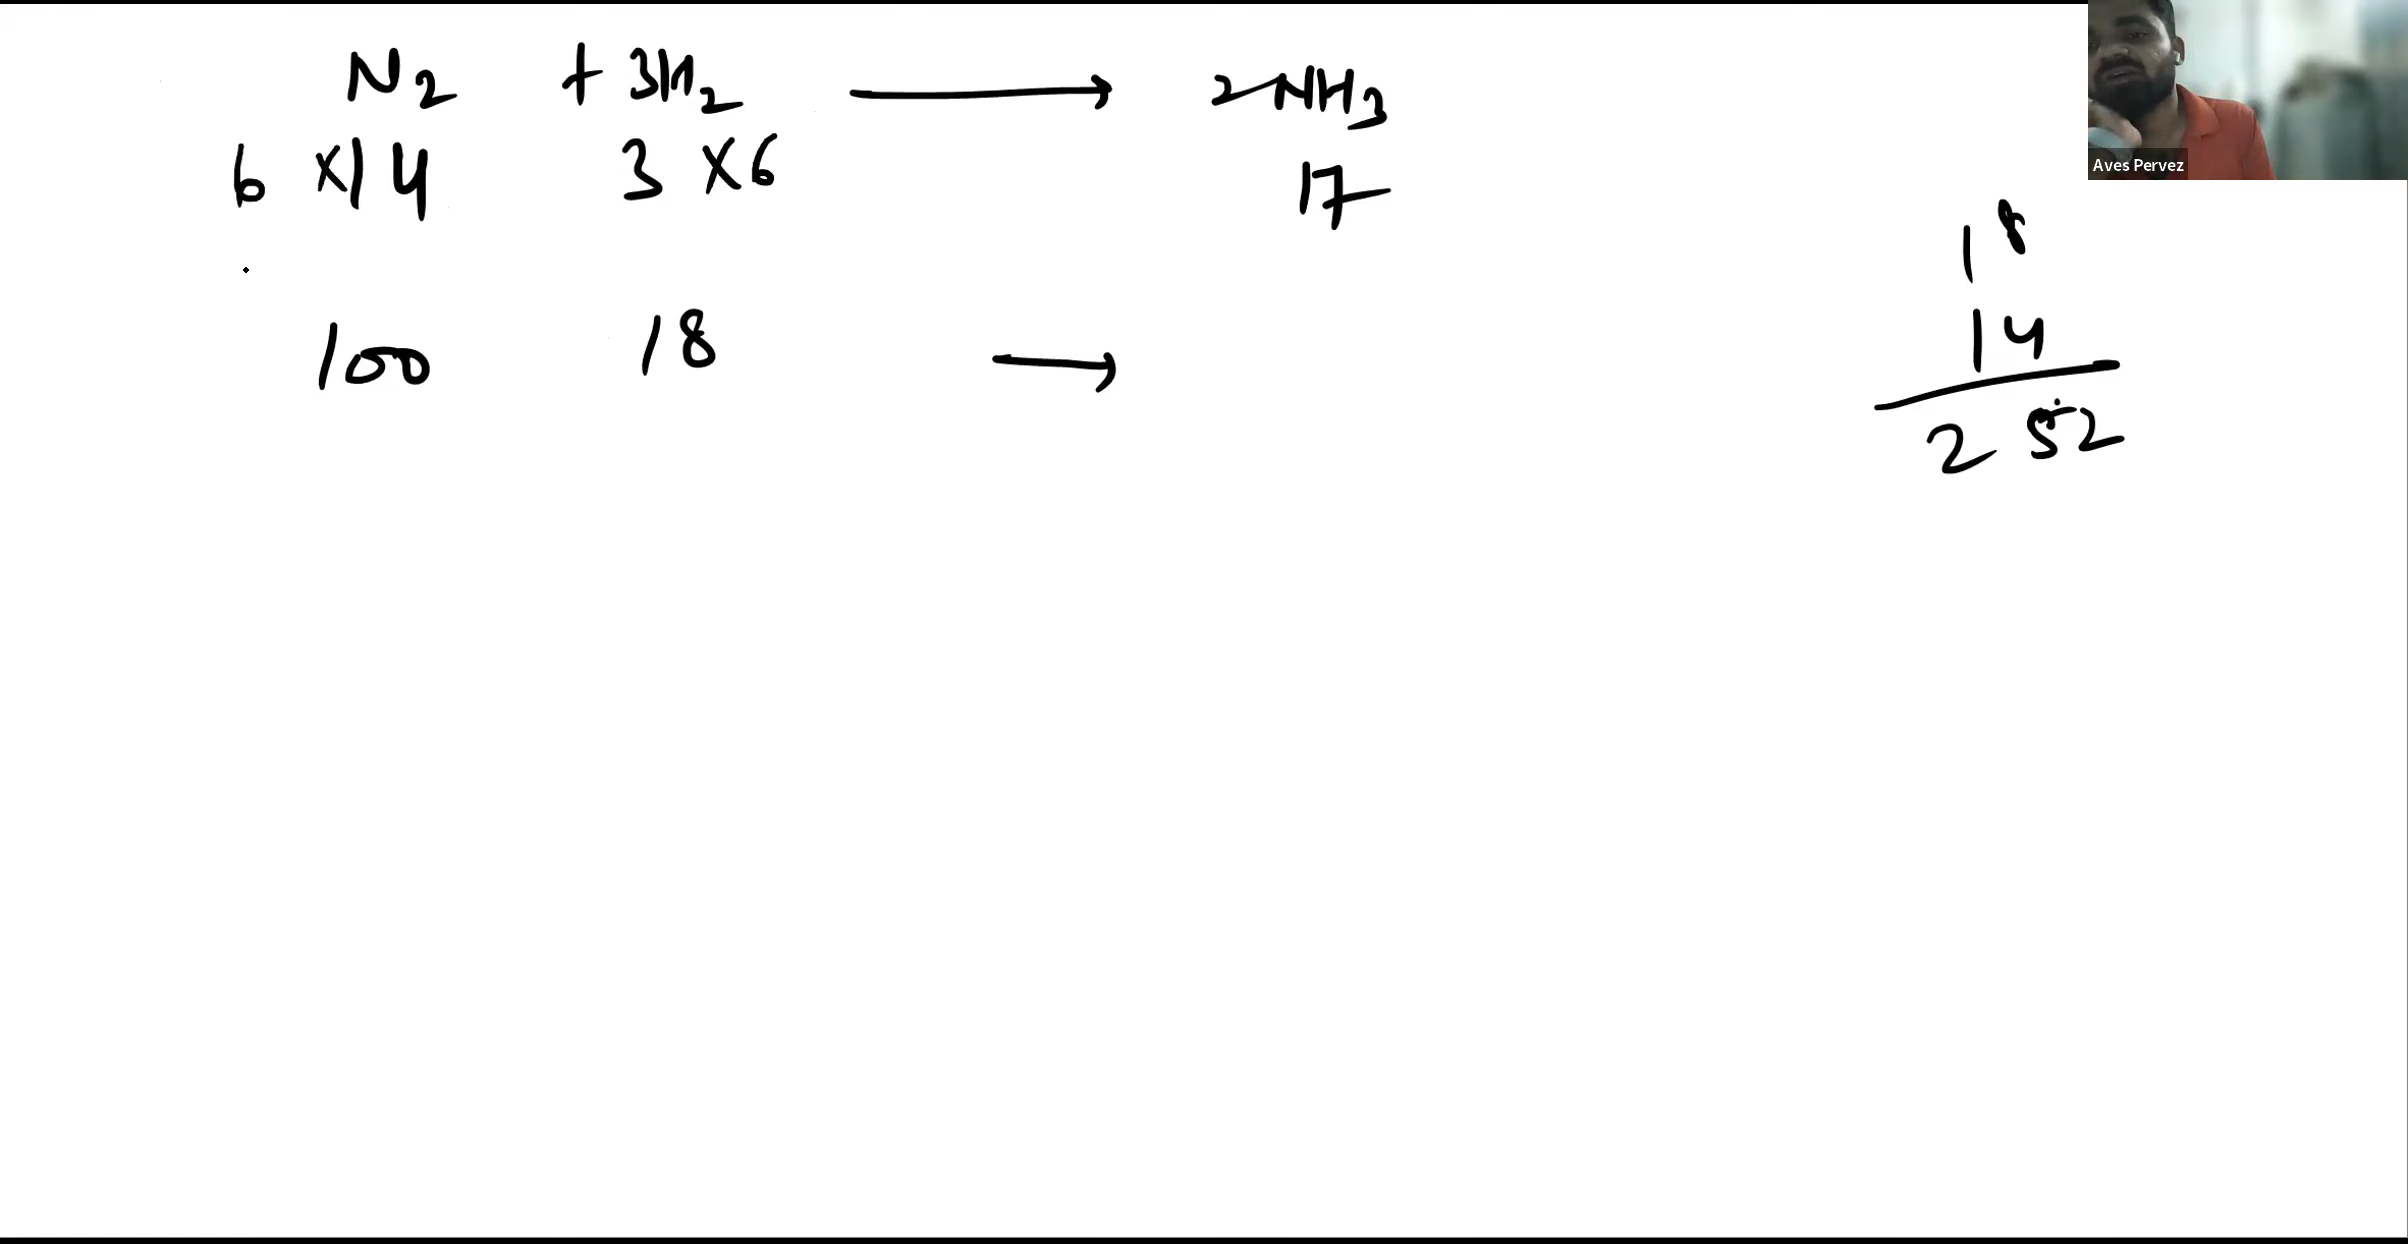 N2 + 3H2 ⟶ 2NH3
6 ×14 3 ×6 17
100 18 ⟶
18
14
252
Aves Pervez